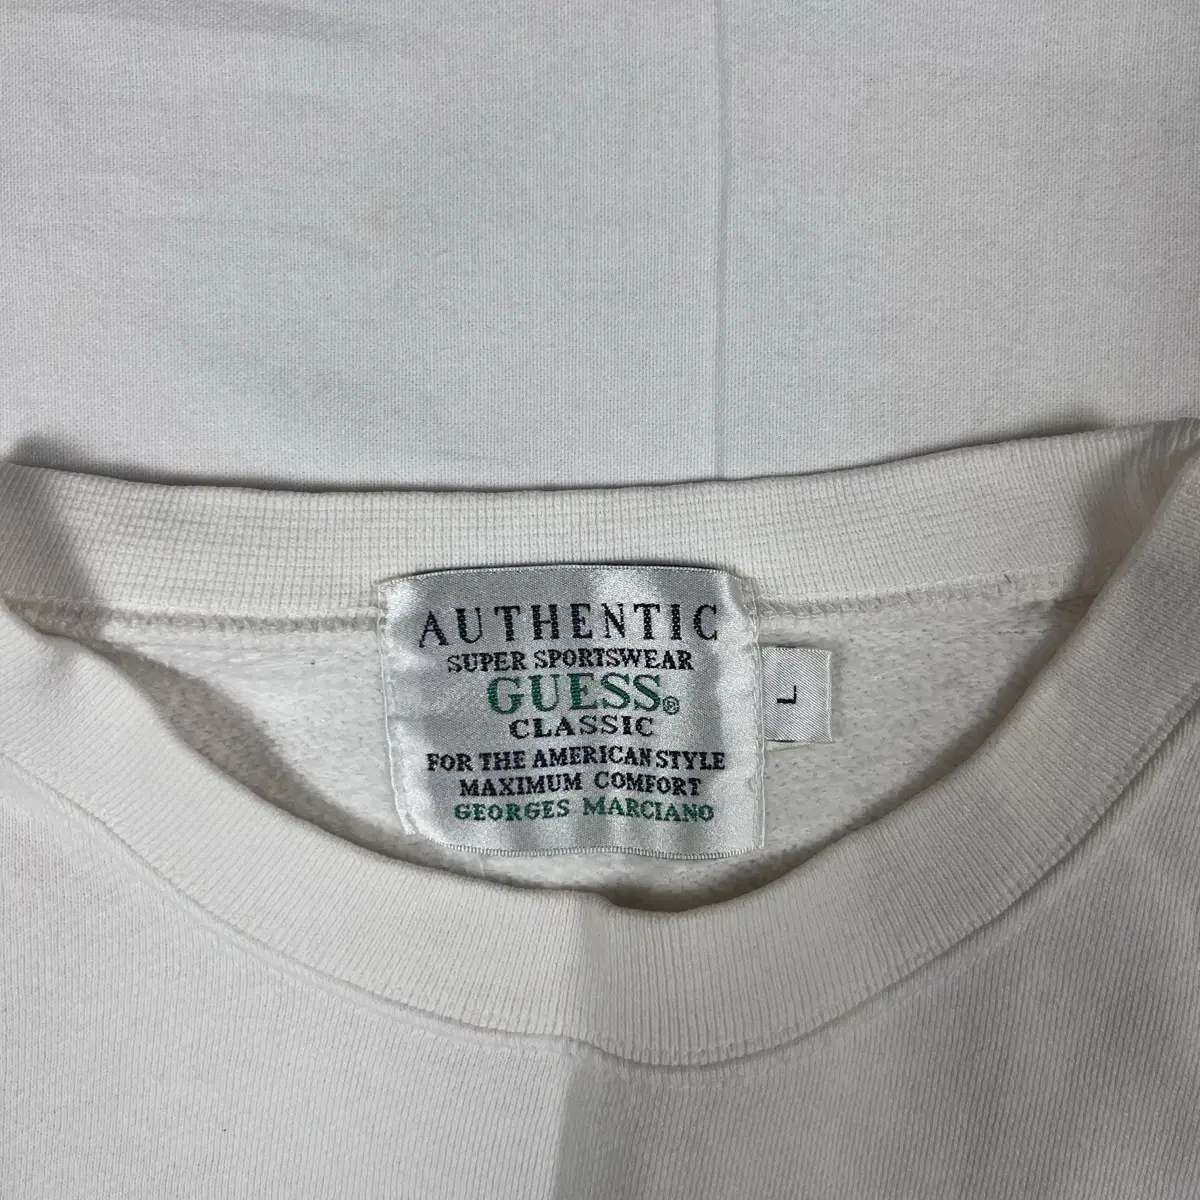 AUTHENTIC
SUPER SPORTSWEAR
GUESS®
CLASSIC
FOR THE AMERICAN STYLE
MAXIMUM COMFORT
GEORGES MARCIANO
L